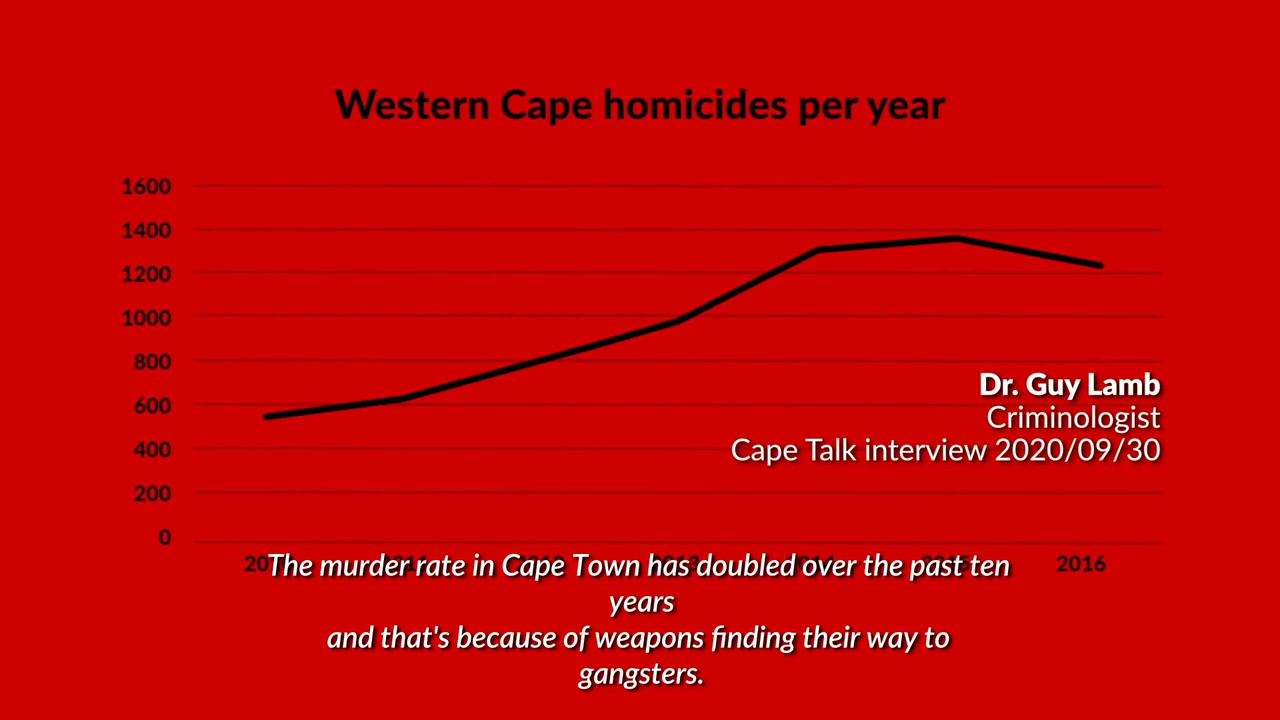 Western Cape homicides per year
1600
1400
1200
1000
800
600
400
200
0
Dr. Guy Lamb
Criminologist
Cape Talk interview 2020/09/30
2016
The murder rate in Cape Town has doubled over the past ten
years
and that's because of weapons finding their way to
gangsters.